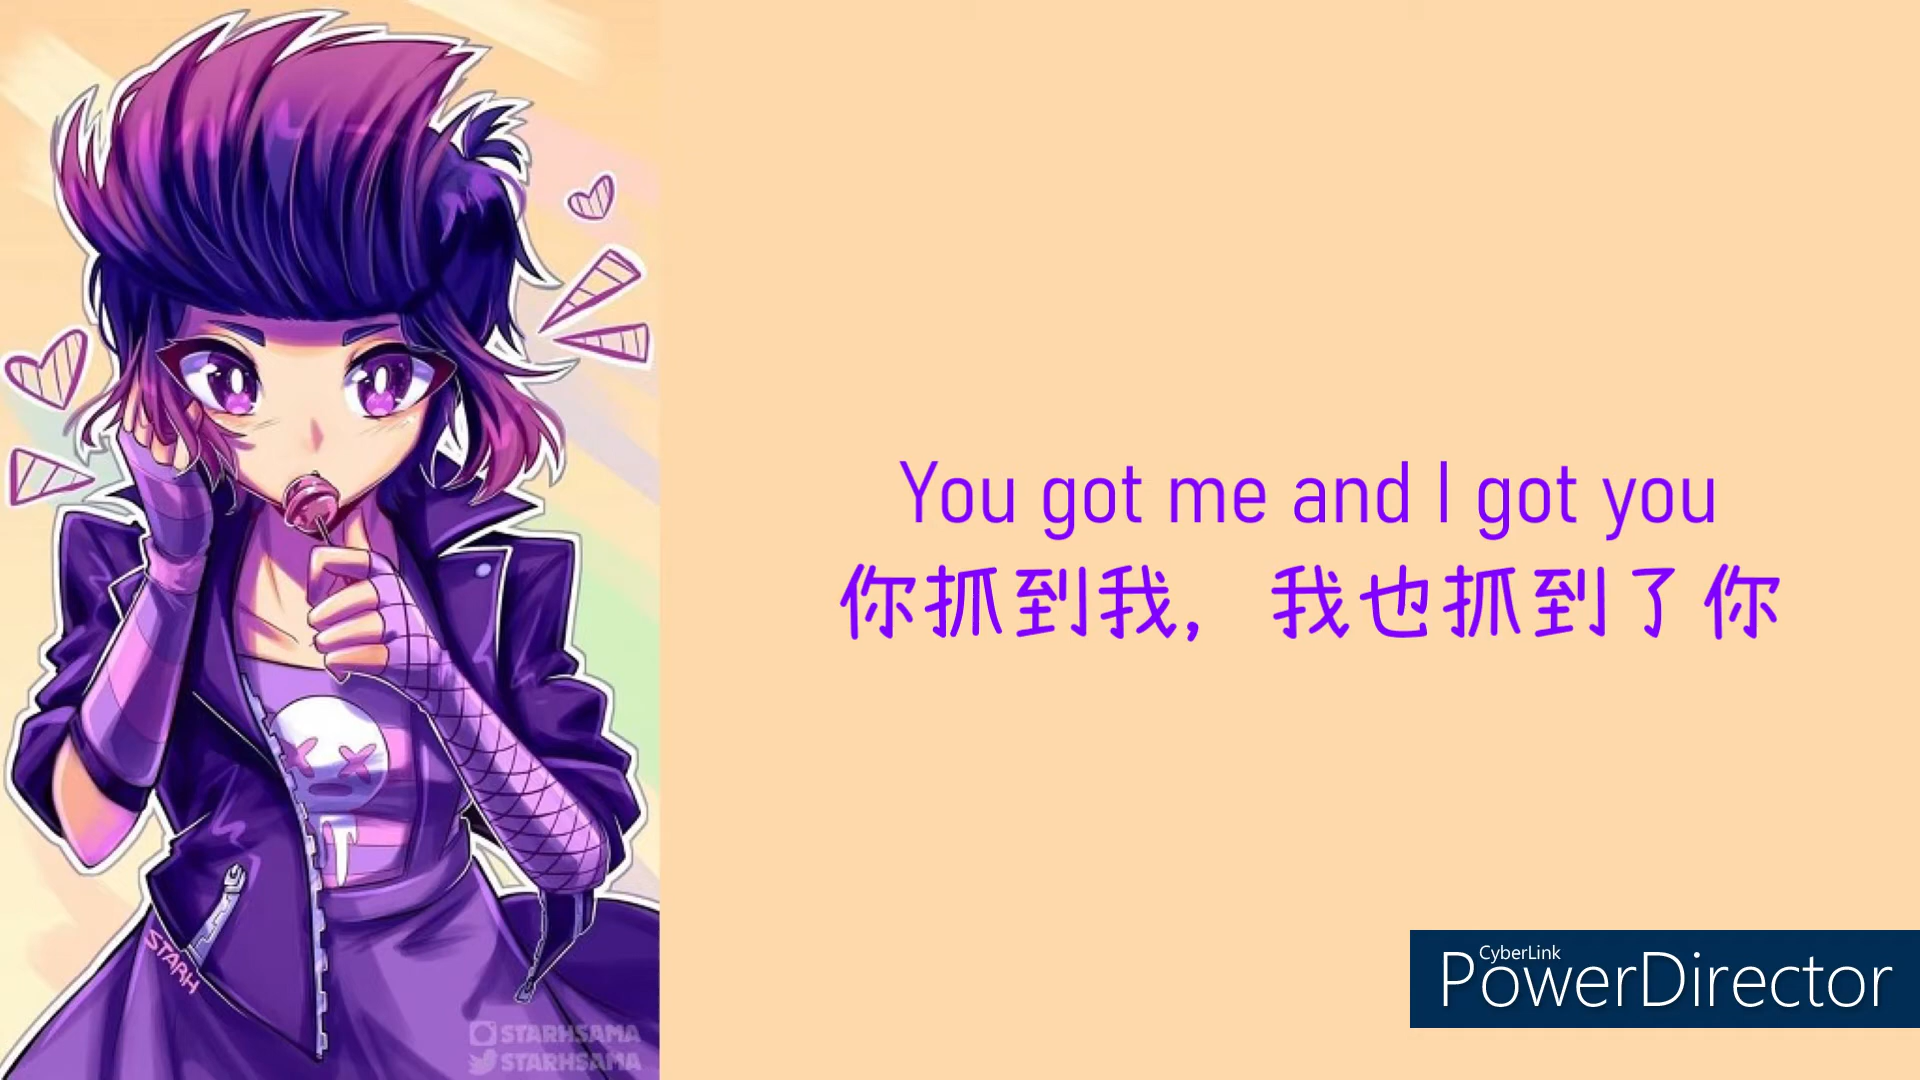 You got me and I got you
你抓到我，我也抓到了你
STARH
STARHSAMA
STARHSAMA
CyberLink
PowerDirector